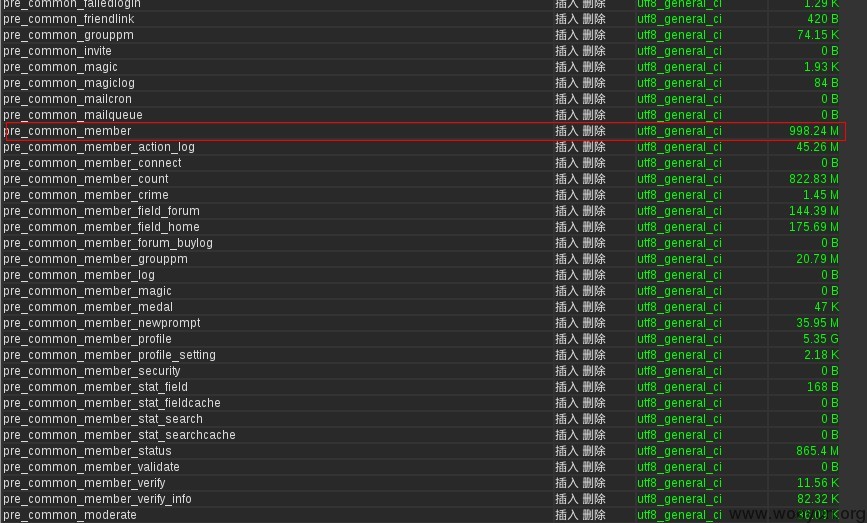 pre_common_failedlogin 插入 删除 utf8_general_ci 1.29 K
pre_common_friendlink 插入 删除 utf8_general_ci 420 B
pre_common_grouppm 插入 删除 utf8_general_ci 74.15 K
pre_common_invite 插入 删除 utf8_general_ci 0 B
pre_common_magic 插入 删除 utf8_general_ci 1.93 K
pre_common_magiclog 插入 删除 utf8_general_ci 84 B
pre_common_mailcron 插入 删除 utf8_general_ci 0 B
pre_common_mailqueue 插入 删除 utf8_general_ci 0 B
pre_common_member 插入 删除 utf8_general_ci 998.24 M
pre_common_member_action_log 插入 删除 utf8_general_ci 45.26 M
pre_common_member_connect 插入 删除 utf8_general_ci 0 B
pre_common_member_count 插入 删除 utf8_general_ci 822.83 M
pre_common_member_crime 插入 删除 utf8_general_ci 1.45 M
pre_common_member_field_forum 插入 删除 utf8_general_ci 144.39 M
pre_common_member_field_home 插入 删除 utf8_general_ci 175.69 M
pre_common_member_forum_buylog 插入 删除 utf8_general_ci 0 B
pre_common_member_grouppm 插入 删除 utf8_general_ci 20.79 M
pre_common_member_log 插入 删除 utf8_general_ci 0 B
pre_common_member_magic 插入 删除 utf8_general_ci 0 B
pre_common_member_medal 插入 删除 utf8_general_ci 47 K
pre_common_member_newprompt 插入 删除 utf8_general_ci 35.95 M
pre_common_member_profile 插入 删除 utf8_general_ci 5.35 G
pre_common_member_profile_setting 插入 删除 utf8_general_ci 2.18 K
pre_common_member_security 插入 删除 utf8_general_ci 0 B
pre_common_member_stat_field 插入 删除 utf8_general_ci 168 B
pre_common_member_stat_fieldcache 插入 删除 utf8_general_ci 0 B
pre_common_member_stat_search 插入 删除 utf8_general_ci 0 B
pre_common_member_stat_searchcache 插入 删除 utf8_general_ci 0 B
pre_common_member_status 插入 删除 utf8_general_ci 865.4 M
pre_common_member_validate 插入 删除 utf8_general_ci 0 B
pre_common_member_verify 插入 删除 utf8_general_ci 11.56 K
pre_common_member_verify_info 插入 删除 utf8_general_ci 82.32 K
pre_common_moderate 插入 删除 utf8_general_ci